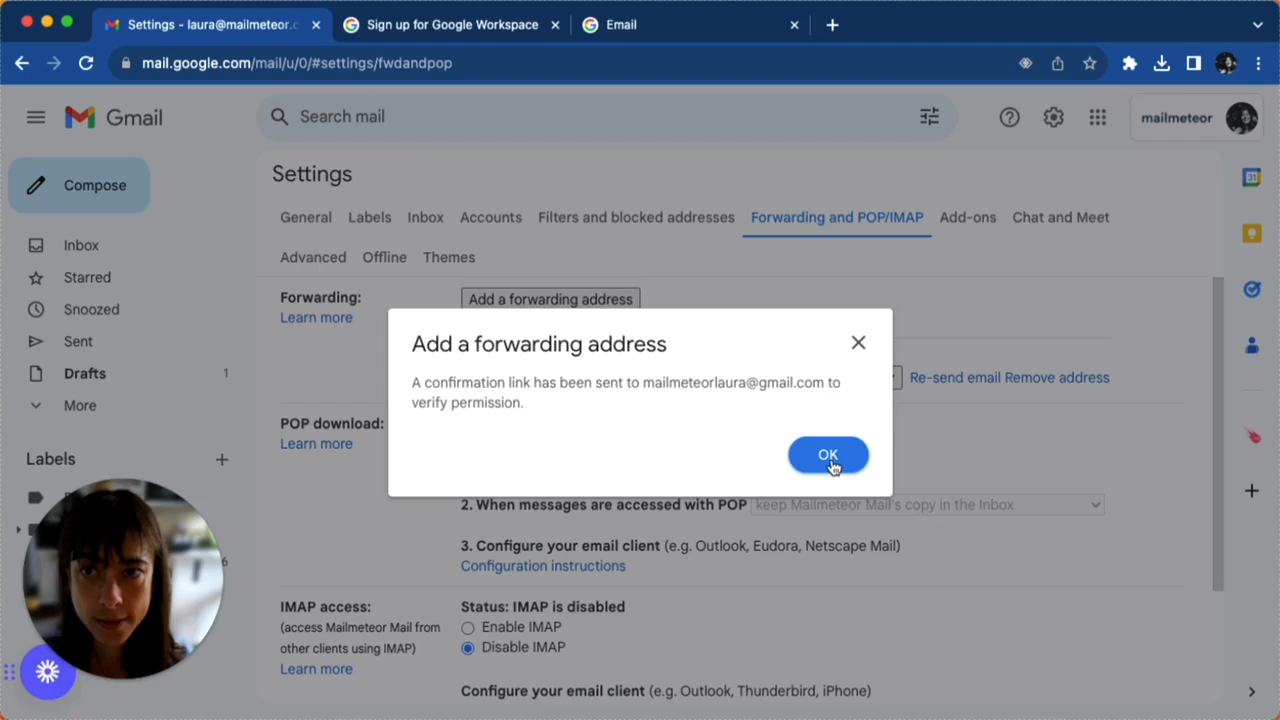 Settings - laura@mailmeteor.c
Sign up for Google Workspace
Email
mail.google.com/mail/u/0/#settings/fwdandpop
Gmail
Search mail
mailmeteor
Compose
Inbox
Starred
Snoozed
Sent
Drafts 1
More
Labels
6
Settings
General Labels Inbox Accounts Filters and blocked addresses Forwarding and POP/IMAP Add-ons Chat and Meet
Advanced Offline Themes
Forwarding:
Learn more
Add a forwarding address
Re-send email Remove address
Add a forwarding address
A confirmation link has been sent to mailmeteorlaura@gmail.com to
verify permission.
OK
POP download:
Learn more
2. When messages are accessed with POP keep Mailmeteor Mail's copy in the Inbox
3. Configure your email client (e.g. Outlook, Eudora, Netscape Mail)
Configuration instructions
IMAP access:
(access Mailmeteor Mail from
other clients using IMAP)
Learn more
Status: IMAP is disabled
Enable IMAP
Disable IMAP
Configure your email client (e.g. Outlook, Thunderbird, iPhone)
31